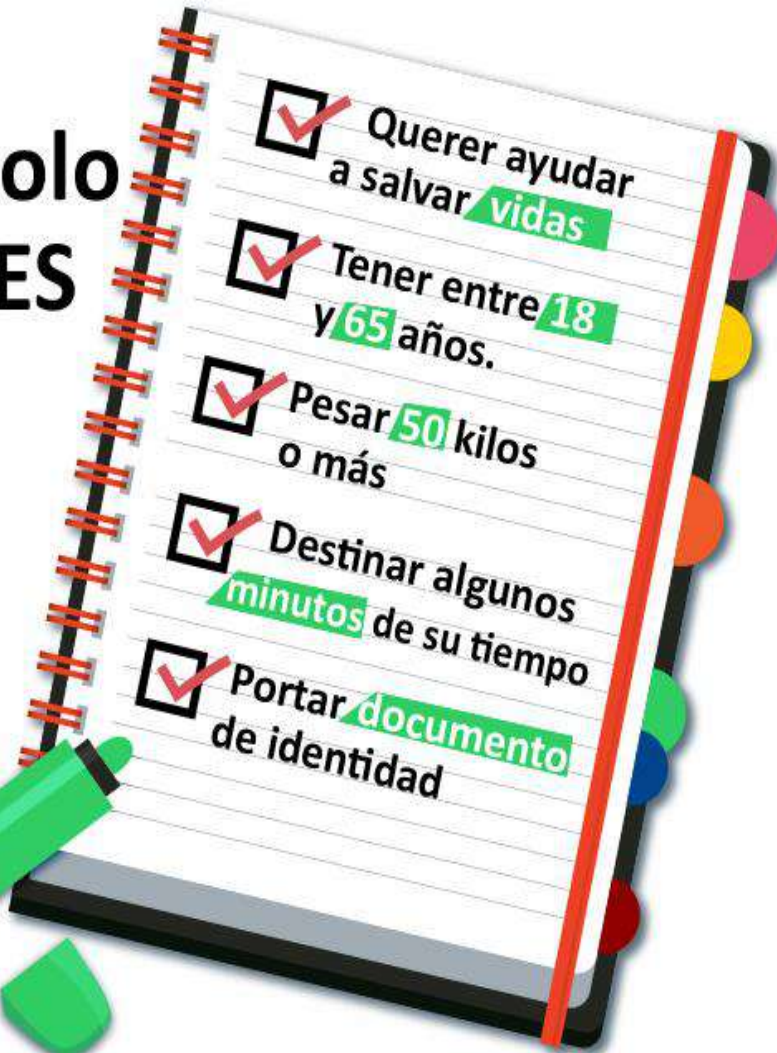 olo
ES
Querer ayudar
a salvar vidas
Tener entre 18
y 65 años.
Pesar 50 kilos
o más
Destinar algunos
minutos de su tiempo
Portar documento
de identidad